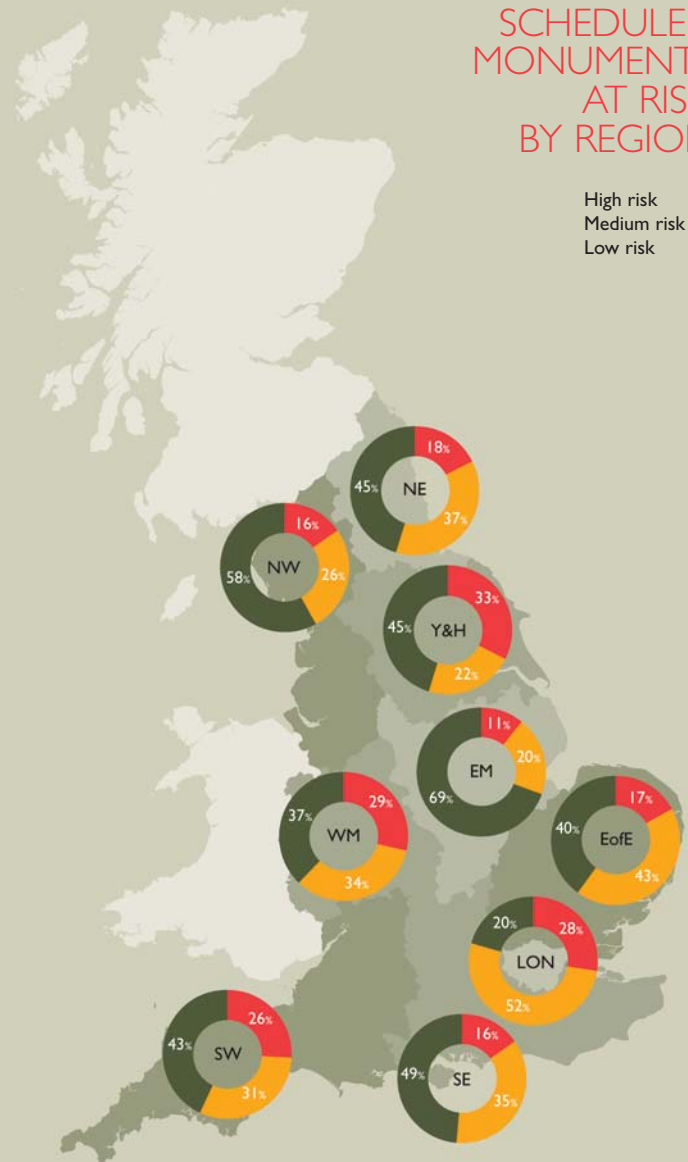 SCHEDULE
MONUMENT
AT RIS
BY REGION
High risk
Medium risk
Low risk
18%
45%
NE
37%
16%
NW
58%
26%
33%
45%
Y&H
22%
11%
20%
EM
69%
29%
37%
WM
34%
17%
40%
EofE
43%
28%
20%
LON
52%
26%
43%
SW
31%
16%
49%
SE
35%